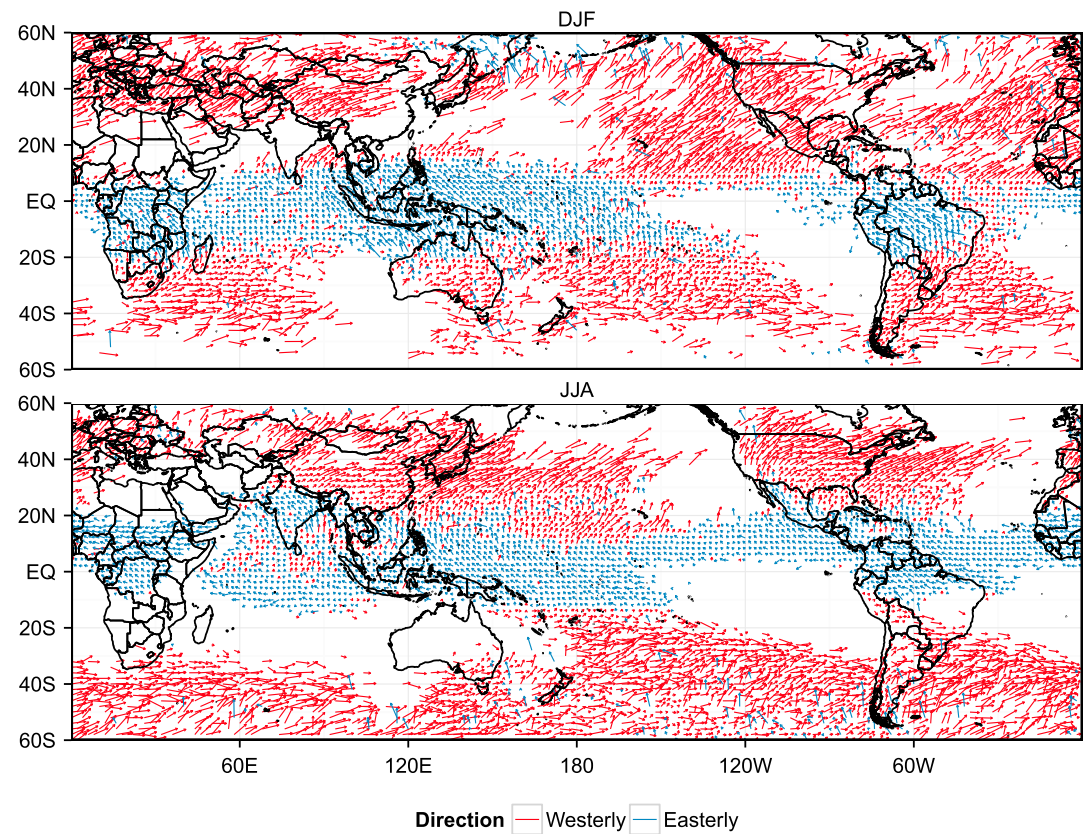 DJF
60N
40N
20N
EQ
20S
40S
60S
JJA
60N
40N
20N
EQ
20S
40S
60S
60E 120E 180 120W 60W
Direction Westerly Easterly